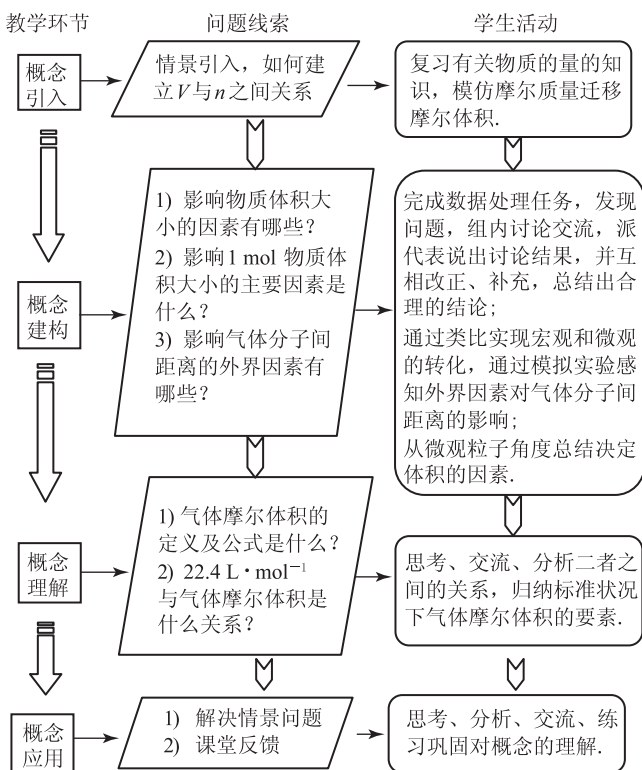 教学环节
问题线索
学生活动
概念
引入
情景引入，如何建
立V与n之间关系
复习有关物质的量的知
识，模仿摩尔质量迁移
摩尔体积.
概念
建构
1) 影响物质体积大
小的因素有哪些？
2) 影响1 mol 物质体
积大小的主要因素是
什么？
3) 影响气体分子间
距离的外界因素有
哪些？
完成数据处理任务，发现
问题，组内讨论交流，派
代表说出讨论结果，并互
相改正、补充，总结出合
理的结论；
通过类比实现宏观和微观
的转化，通过模拟实验感
知外界因素对气体分子间
距离的影响；
从微观粒子角度总结决定
体积的因素.
概念
理解
1) 气体摩尔体积的
定义及公式是什么？
2) 22.4 L·mol⁻¹
与气体摩尔体积是
什么关系？
思考、交流、分析二者之
间的关系，归纳标准状况
下气体摩尔体积的要素.
概念
应用
1) 解决情景问题
2) 课堂反馈
思考、分析、交流、练
习巩固对概念的理解.